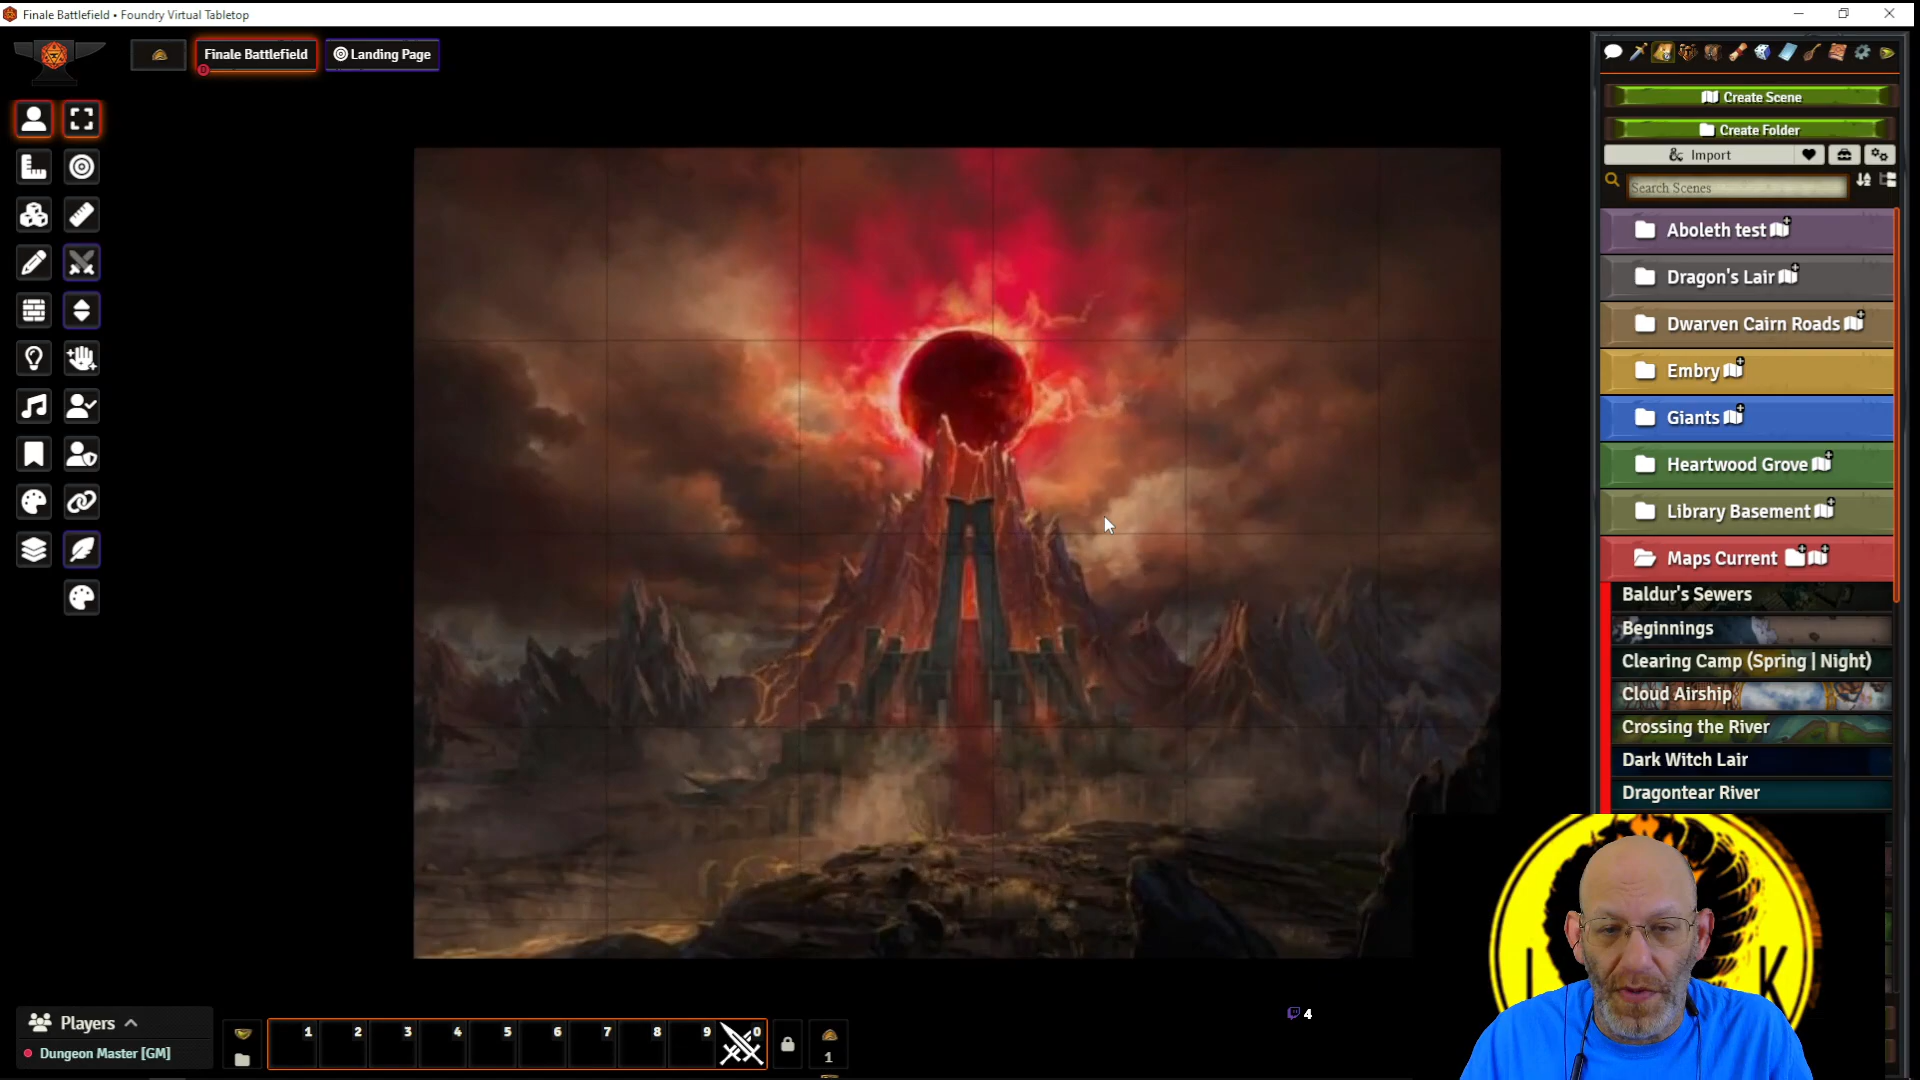 Finale Battlefield • Foundry Virtual Tabletop
Finale Battlefield
Landing Page
Create Scene
Create Folder
Import
Search Scenes
Aboleth test
Dragon's Lair
Dwarven Cairn Roads
Embry
Giants
Heartwood Grove
Library Basement
Maps Current
Baldur's Sewers
Beginnings
Clearing Camp (Spring | Night)
Cloud Airship
Crossing the River
Dark Witch Lair
Dragontear River
L K
4
Players
Dungeon Master [GM]
1 2 3 4 5 6 7 8 9 0
1